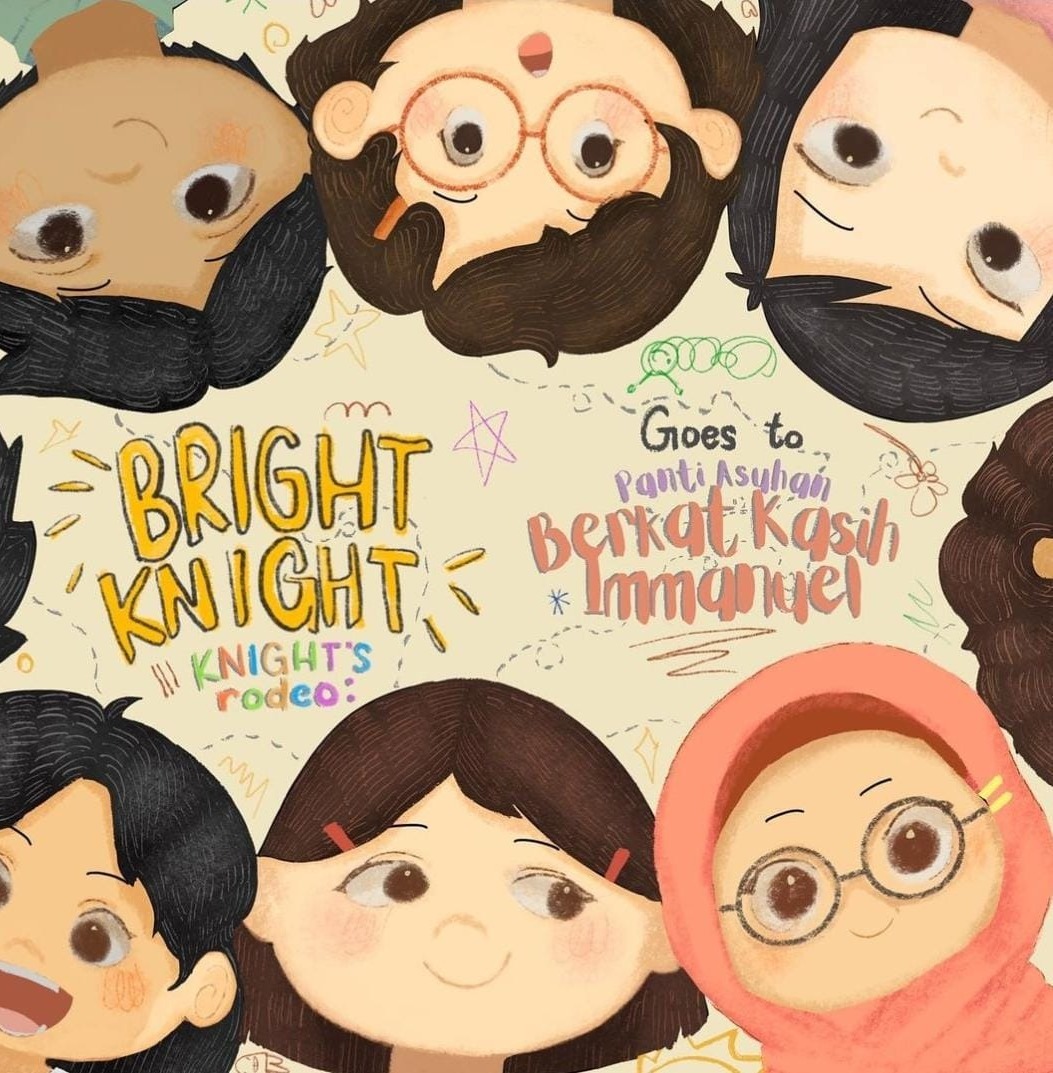 BRIGHT
KNIGHT
KNIGHT'S
rodeo:
Goes to
Panti Asuhan
Berkat Kasih
Immanuel